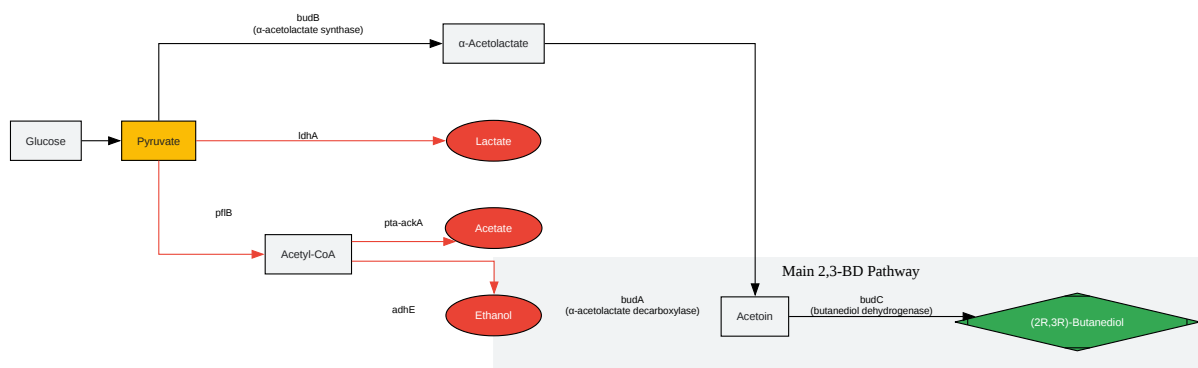 budB
(α-acetolactate synthase)
α-Acetolactate
Glucose
Pyruvate
ldhA
Lactate
pflB
pta-ackA
Acetate
Acetyl-CoA
Main 2,3-BD Pathway
adhE
Ethanol
budA
(α-acetolactate decarboxylase)
Acetoin
budC
(butanediol dehydrogenase)
(2R,3R)-Butanediol